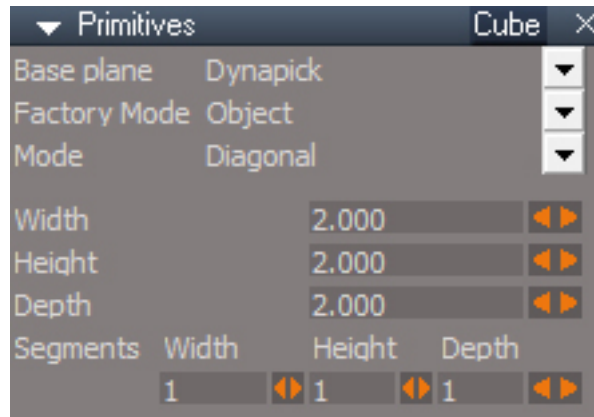 Primitives Cube
Base plane Dynapick
Factory Mode Object
Mode Diagonal
Width 2.000
Height 2.000
Depth 2.000
Segments Width Height Depth
1 1 1